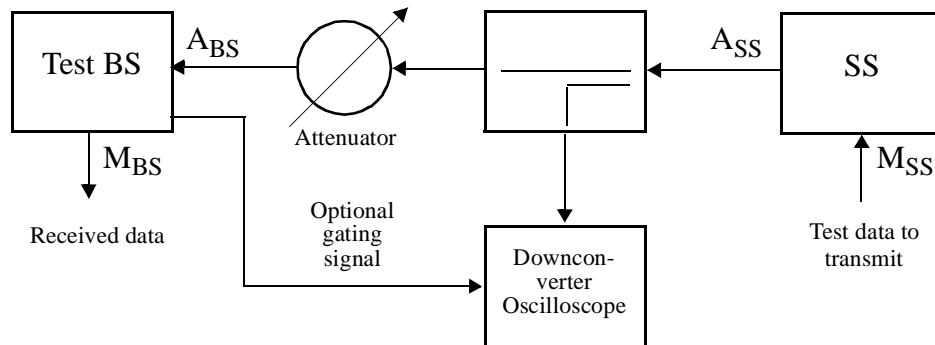 Test BS
A_BS
Attenuator
A_SS
SS
M_BS
Received data
Optional
gating
signal
Downcon-
verter
Oscilloscope
M_SS
Test data to
transmit